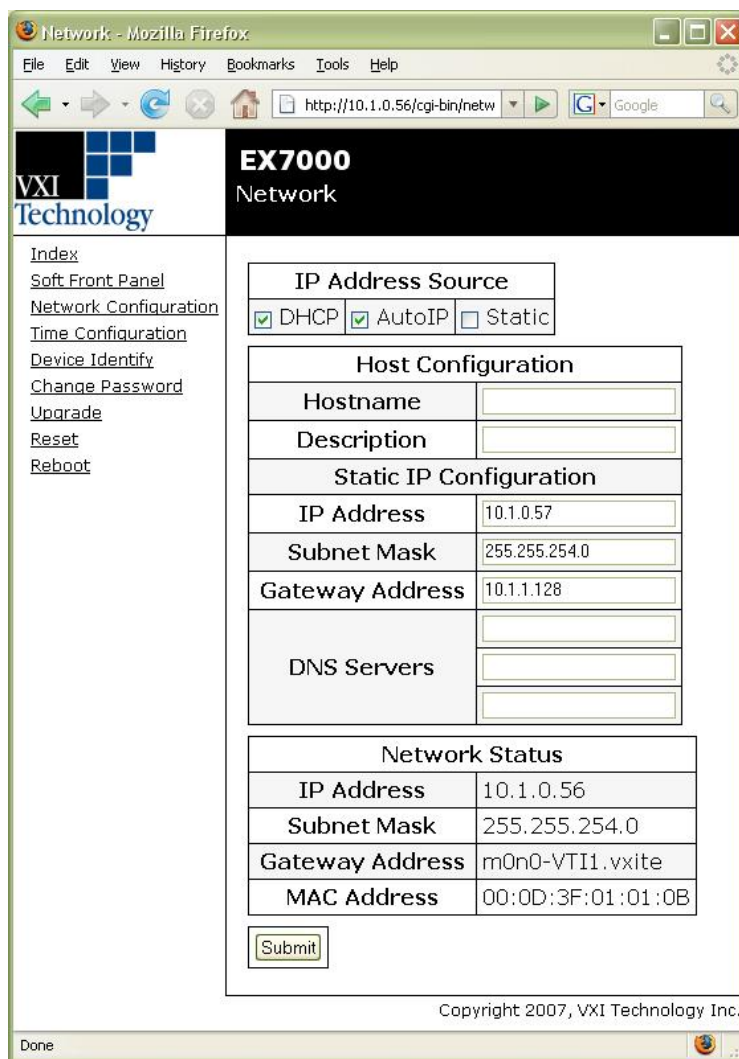 Network - Mozilla Firefox
File Edit View History Bookmarks Tools Help
http://10.1.0.56/cgi-bin/netw G Google
VXI
Technology
EX7000
Network
Index
Soft Front Panel
Network Configuration
Time Configuration
Device Identify
Change Password
Upgrade
Reset
Reboot
IP Address Source
DHCP AutoIP Static
Host Configuration
Hostname
Description
Static IP Configuration
IP Address 10.1.0.57
Subnet Mask 255.255.254.0
Gateway Address 10.1.1.128
DNS Servers
Network Status
IP Address 10.1.0.56
Subnet Mask 255.255.254.0
Gateway Address m0n0-VTI1.vxite
MAC Address 00:0D:3F:01:01:0B
Submit
Copyright 2007, VXI Technology Inc.
Done